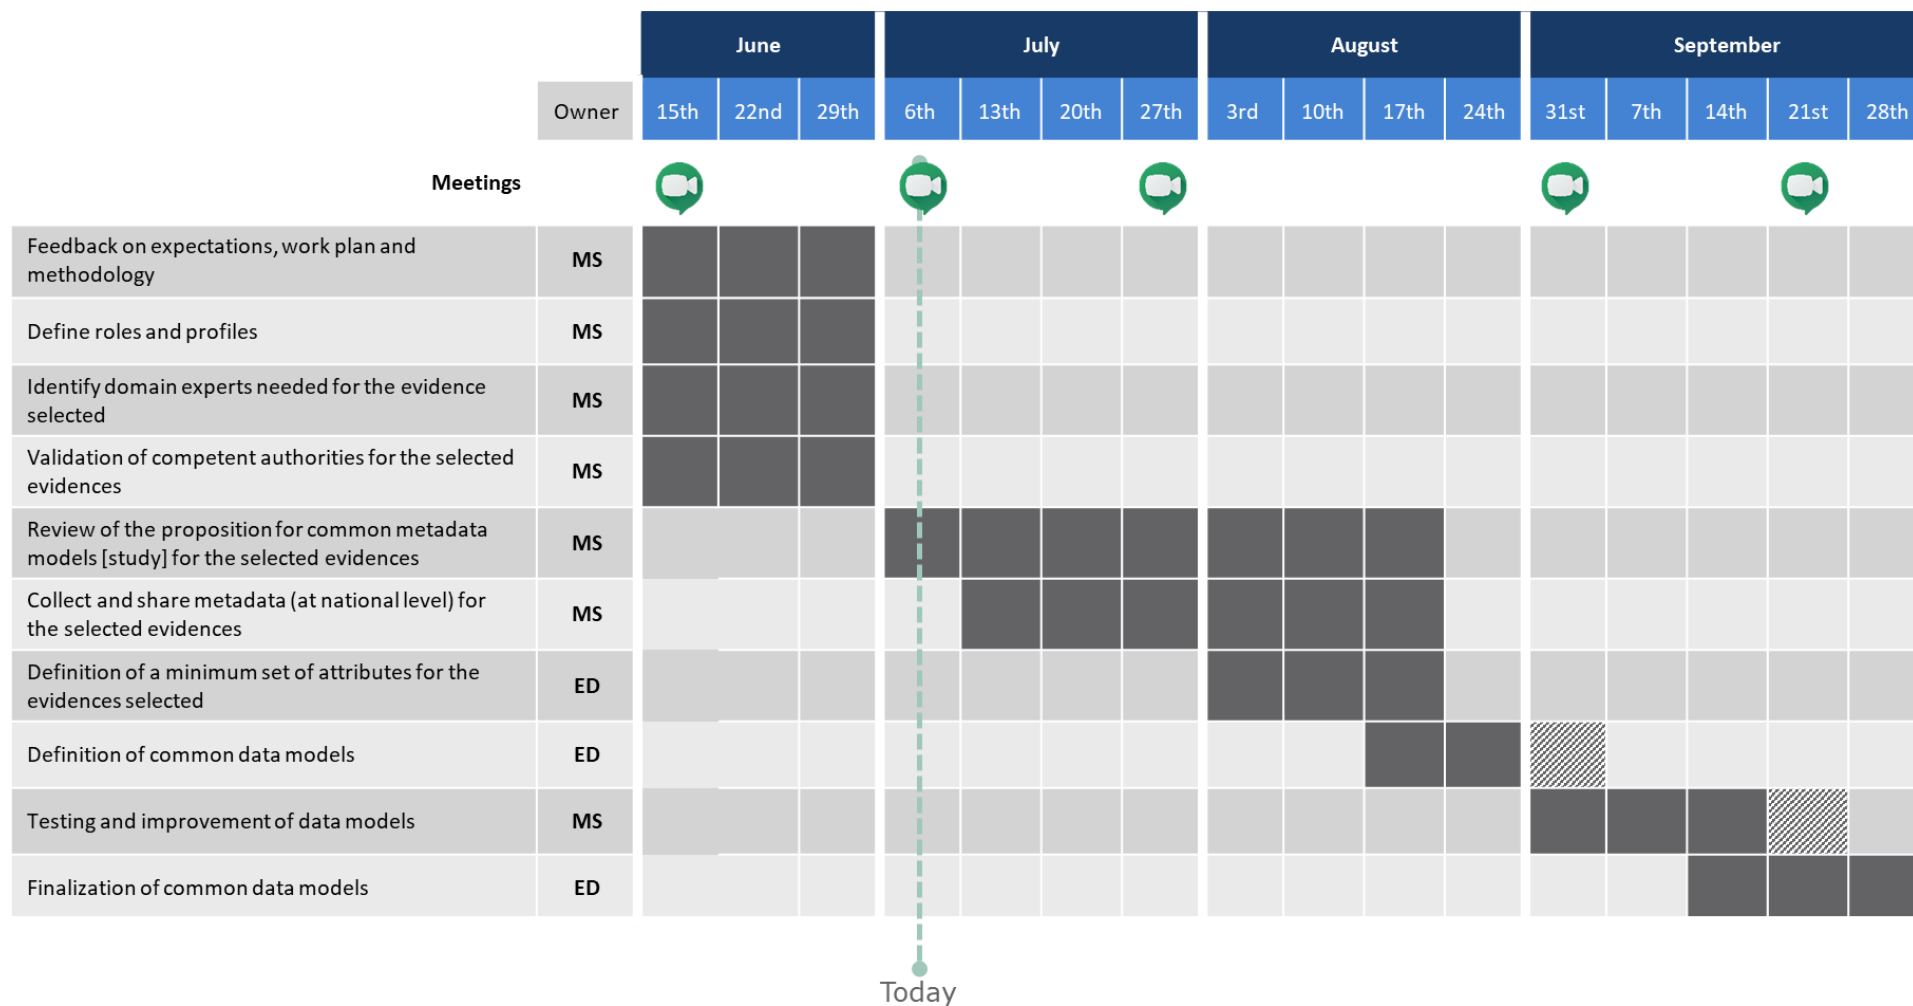 June July August September
Owner 15th 22nd 29th 6th 13th 20th 27th 3rd 10th 17th 24th 31st 7th 14th 21st 28th
Meetings
Feedback on expectations, work plan and
methodology
MS
Define roles and profiles MS
Identify domain experts needed for the evidence
selected
MS
Validation of competent authorities for the selected
evidences
MS
Review of the proposition for common metadata
models [study] for the selected evidences
MS
Collect and share metadata (at national level) for
the selected evidences
MS
Definition of a minimum set of attributes for the
evidences selected
ED
Definition of common data models ED
Testing and improvement of data models MS
Finalization of common data models ED
Today